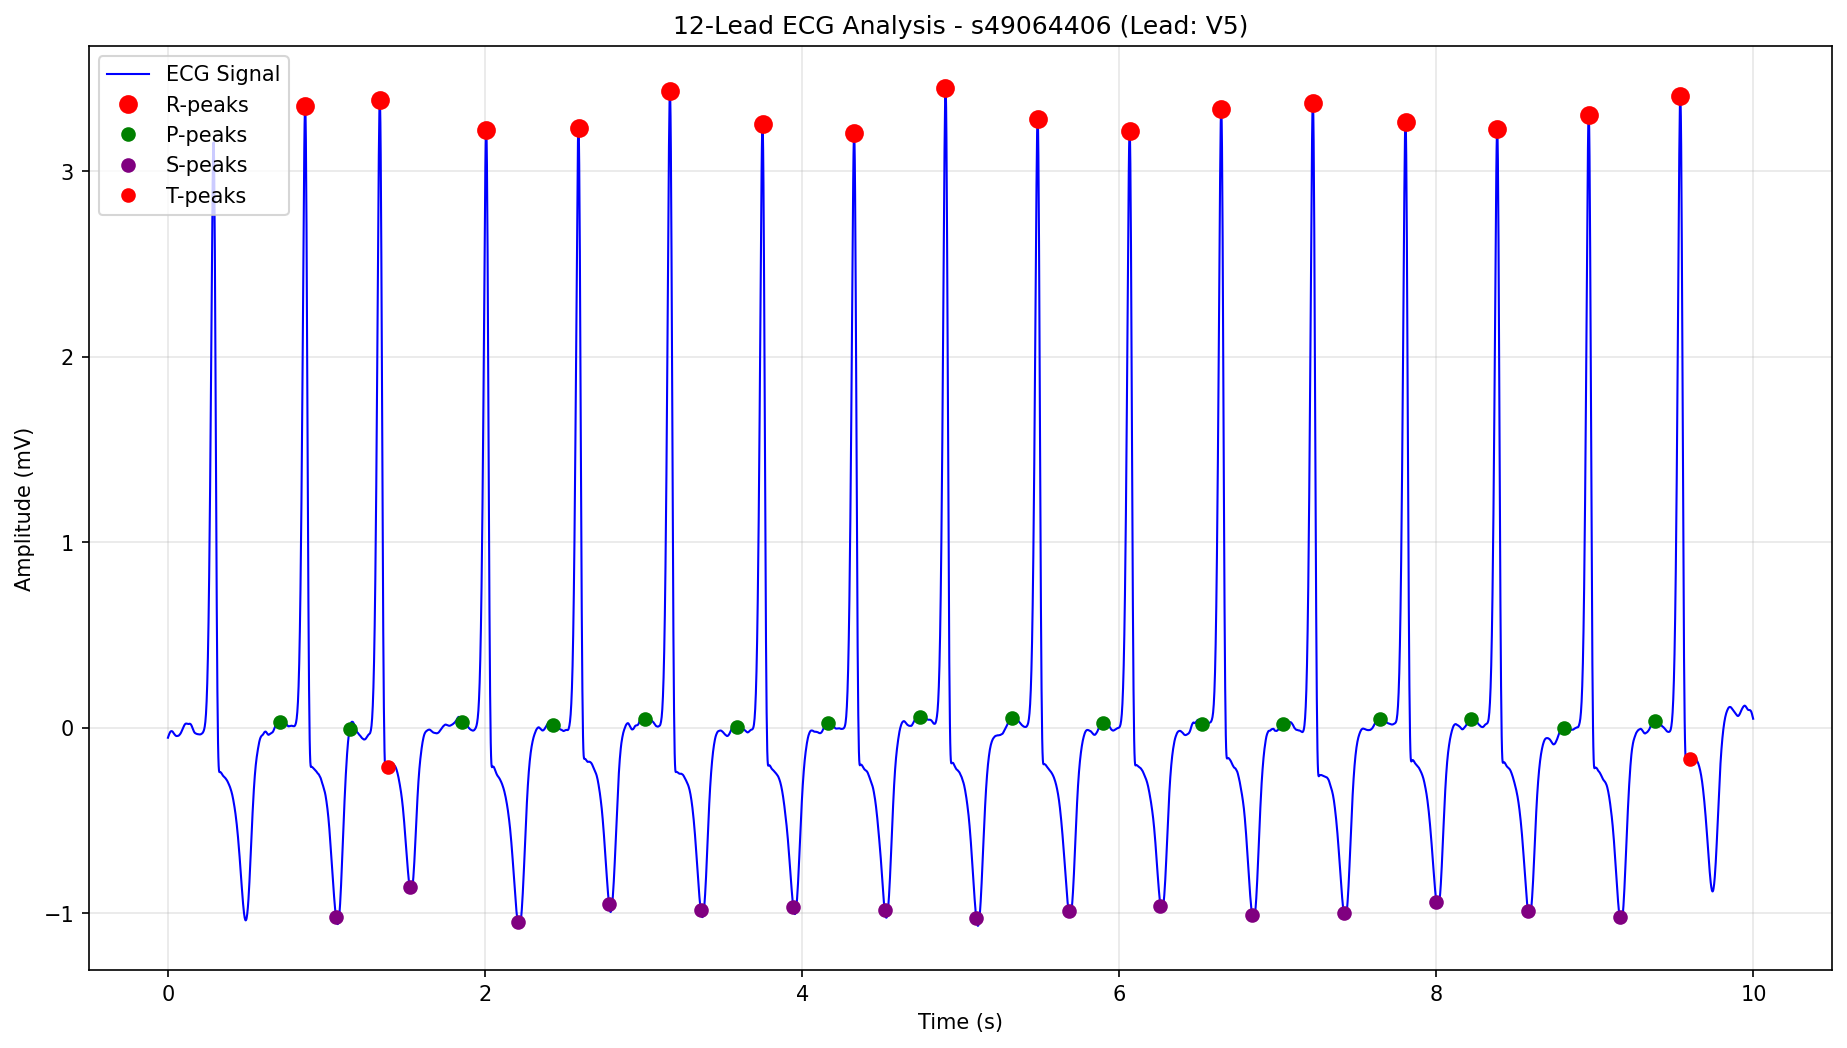 12-Lead ECG Analysis - s49064406 (Lead: V5)
ECG Signal
R-peaks
P-peaks
S-peaks
T-peaks
Amplitude (mV)
3
2
1
0
−1
0 2 4 6 8 10
Time (s)